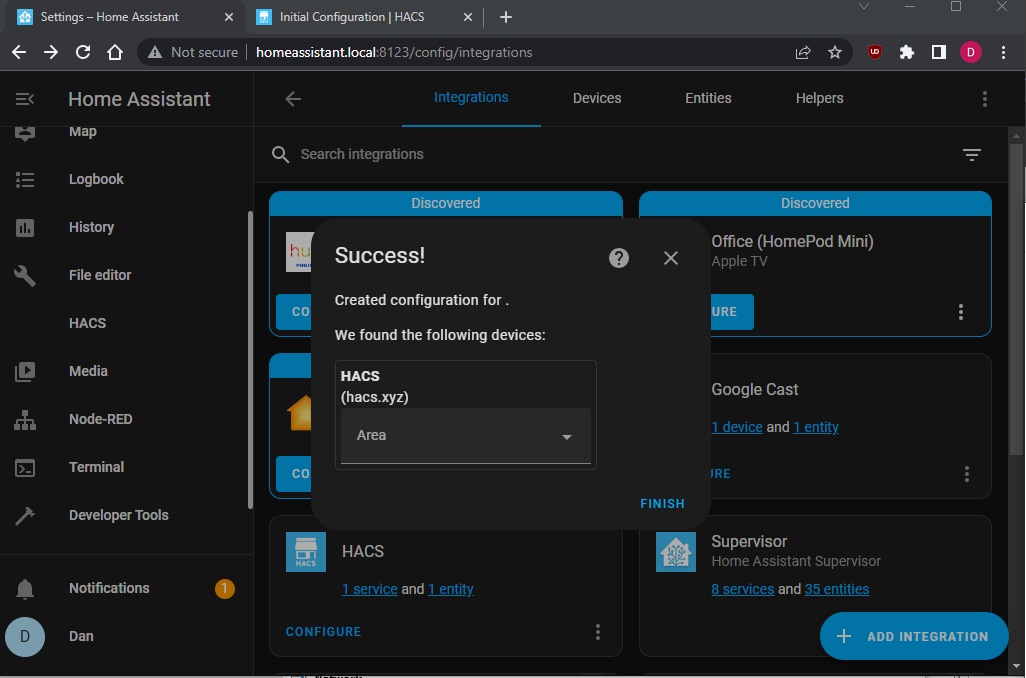 Settings – Home Assistant
Initial Configuration | HACS
Not secure
homeassistant.local:8123/config/integrations
UD
D
Home Assistant
Integrations
Devices
Entities
Helpers
Map
Search integrations
Logbook
Discovered
Discovered
History
hu
Office (HomePod Mini)
Apple TV
Success!
File editor
Created configuration for .
CO
URE
HACS
We found the following devices:
Media
HACS
(hacs.xyz)
Google Cast
Node-RED
Area
1 device and 1 entity
Terminal
CO
URE
Developer Tools
FINISH
HACS
HACS
1 service and 1 entity
CONFIGURE
Supervisor
Home Assistant Supervisor
8 services and 35 entities
Notifications
1
D
Dan
ADD INTEGRATION